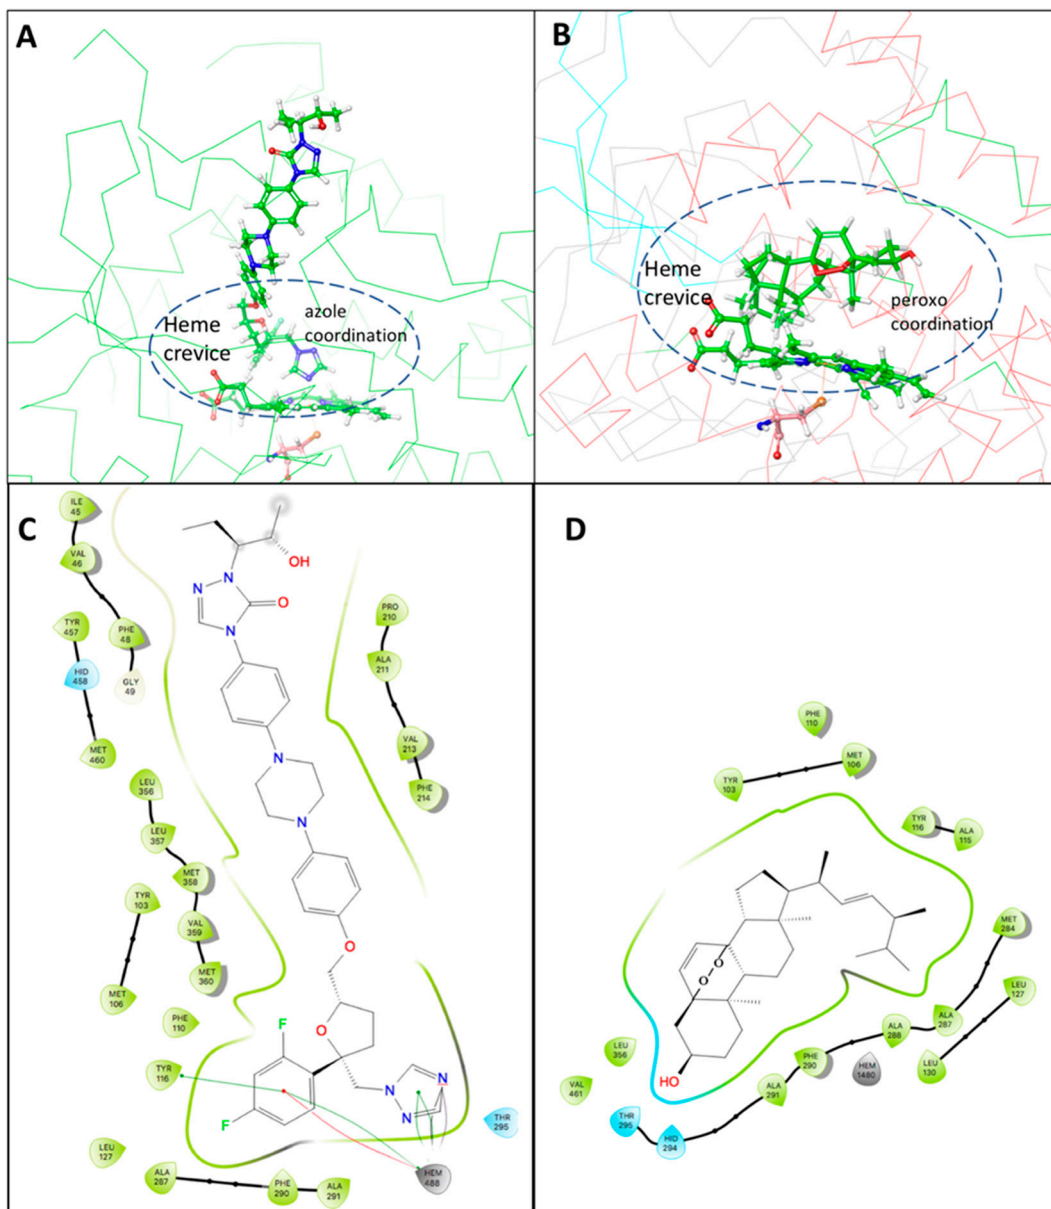 A
Heme
crevice
azole
coordination
B
Heme
crevice
peroxo
coordination
C
ILE
45
VAL
46
TYR
457
PHE
48
HID
458
GLY
49
MET
460
LEU
356
LEU
357
MET
358
TYR
103
VAL
359
MET
360
MET
106
PHE
110
TYR
116
LEU
127
ALA
287
PHE
290
ALA
291
HEM
488
THR
295
PRO
210
ALA
211
VAL
213
PHE
214
OH
N
N
O
N
N
N
O
F
O
F
N
N
N
D
PHE
110
MET
106
TYR
103
TYR
116
ALA
115
MET
284
LEU
127
ALA
287
ALA
288
LEU
130
HEM
1480
PHE
290
ALA
291
LEU
356
VAL
461
THR
295
HID
294
O
O
HO